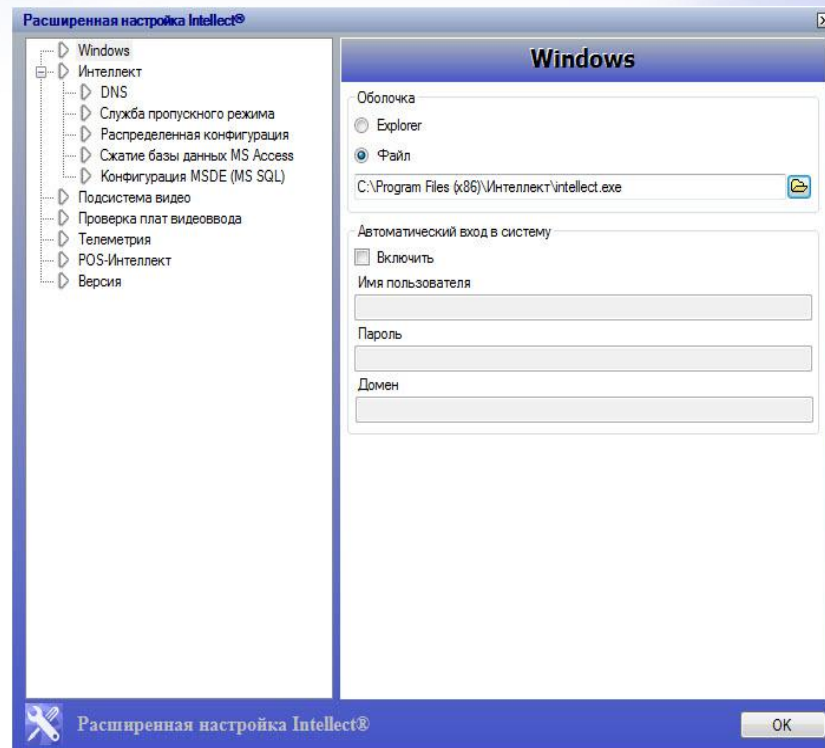 Расширенная настройка Intellect®
Windows
Интеллект
DNS
Служба пропускного режима
Распределенная конфигурация
Сжатие базы данных MS Access
Конфигурация MSDE (MS SQL)
Подсистема видео
Проверка плат видеоввода
Телеметрия
POS-Интеллект
Версия
Windows
Оболочка
Explorer
Файл
C:\Program Files (x86)\Интеллект\intellect.exe
Автоматический вход в систему
Включить
Имя пользователя
Пароль
Домен
Расширенная настройка Intellect®
OK